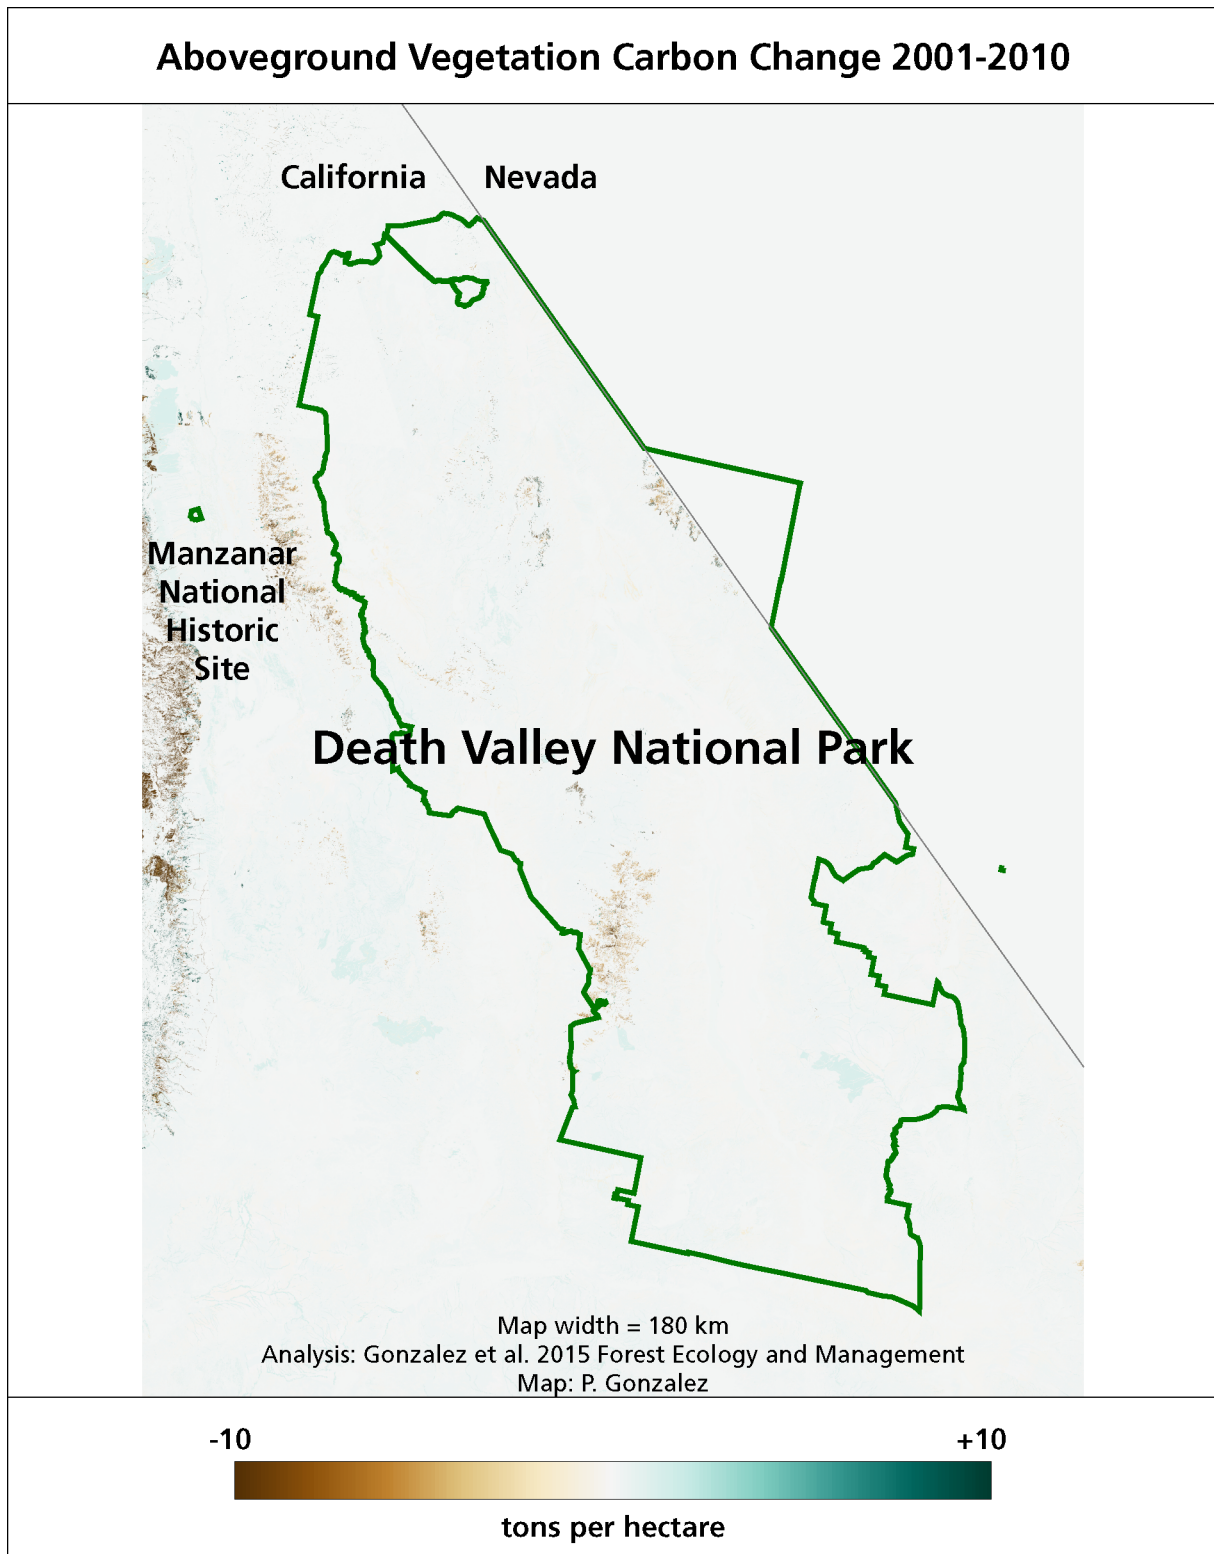 Aboveground Vegetation Carbon Change 2001-2010
California Nevada
Manzanar
National
Historic
Site
Death Valley National Park
Map width = 180 km
Analysis: Gonzalez et al. 2015 Forest Ecology and Management
Map: P. Gonzalez
-10 +10
tons per hectare